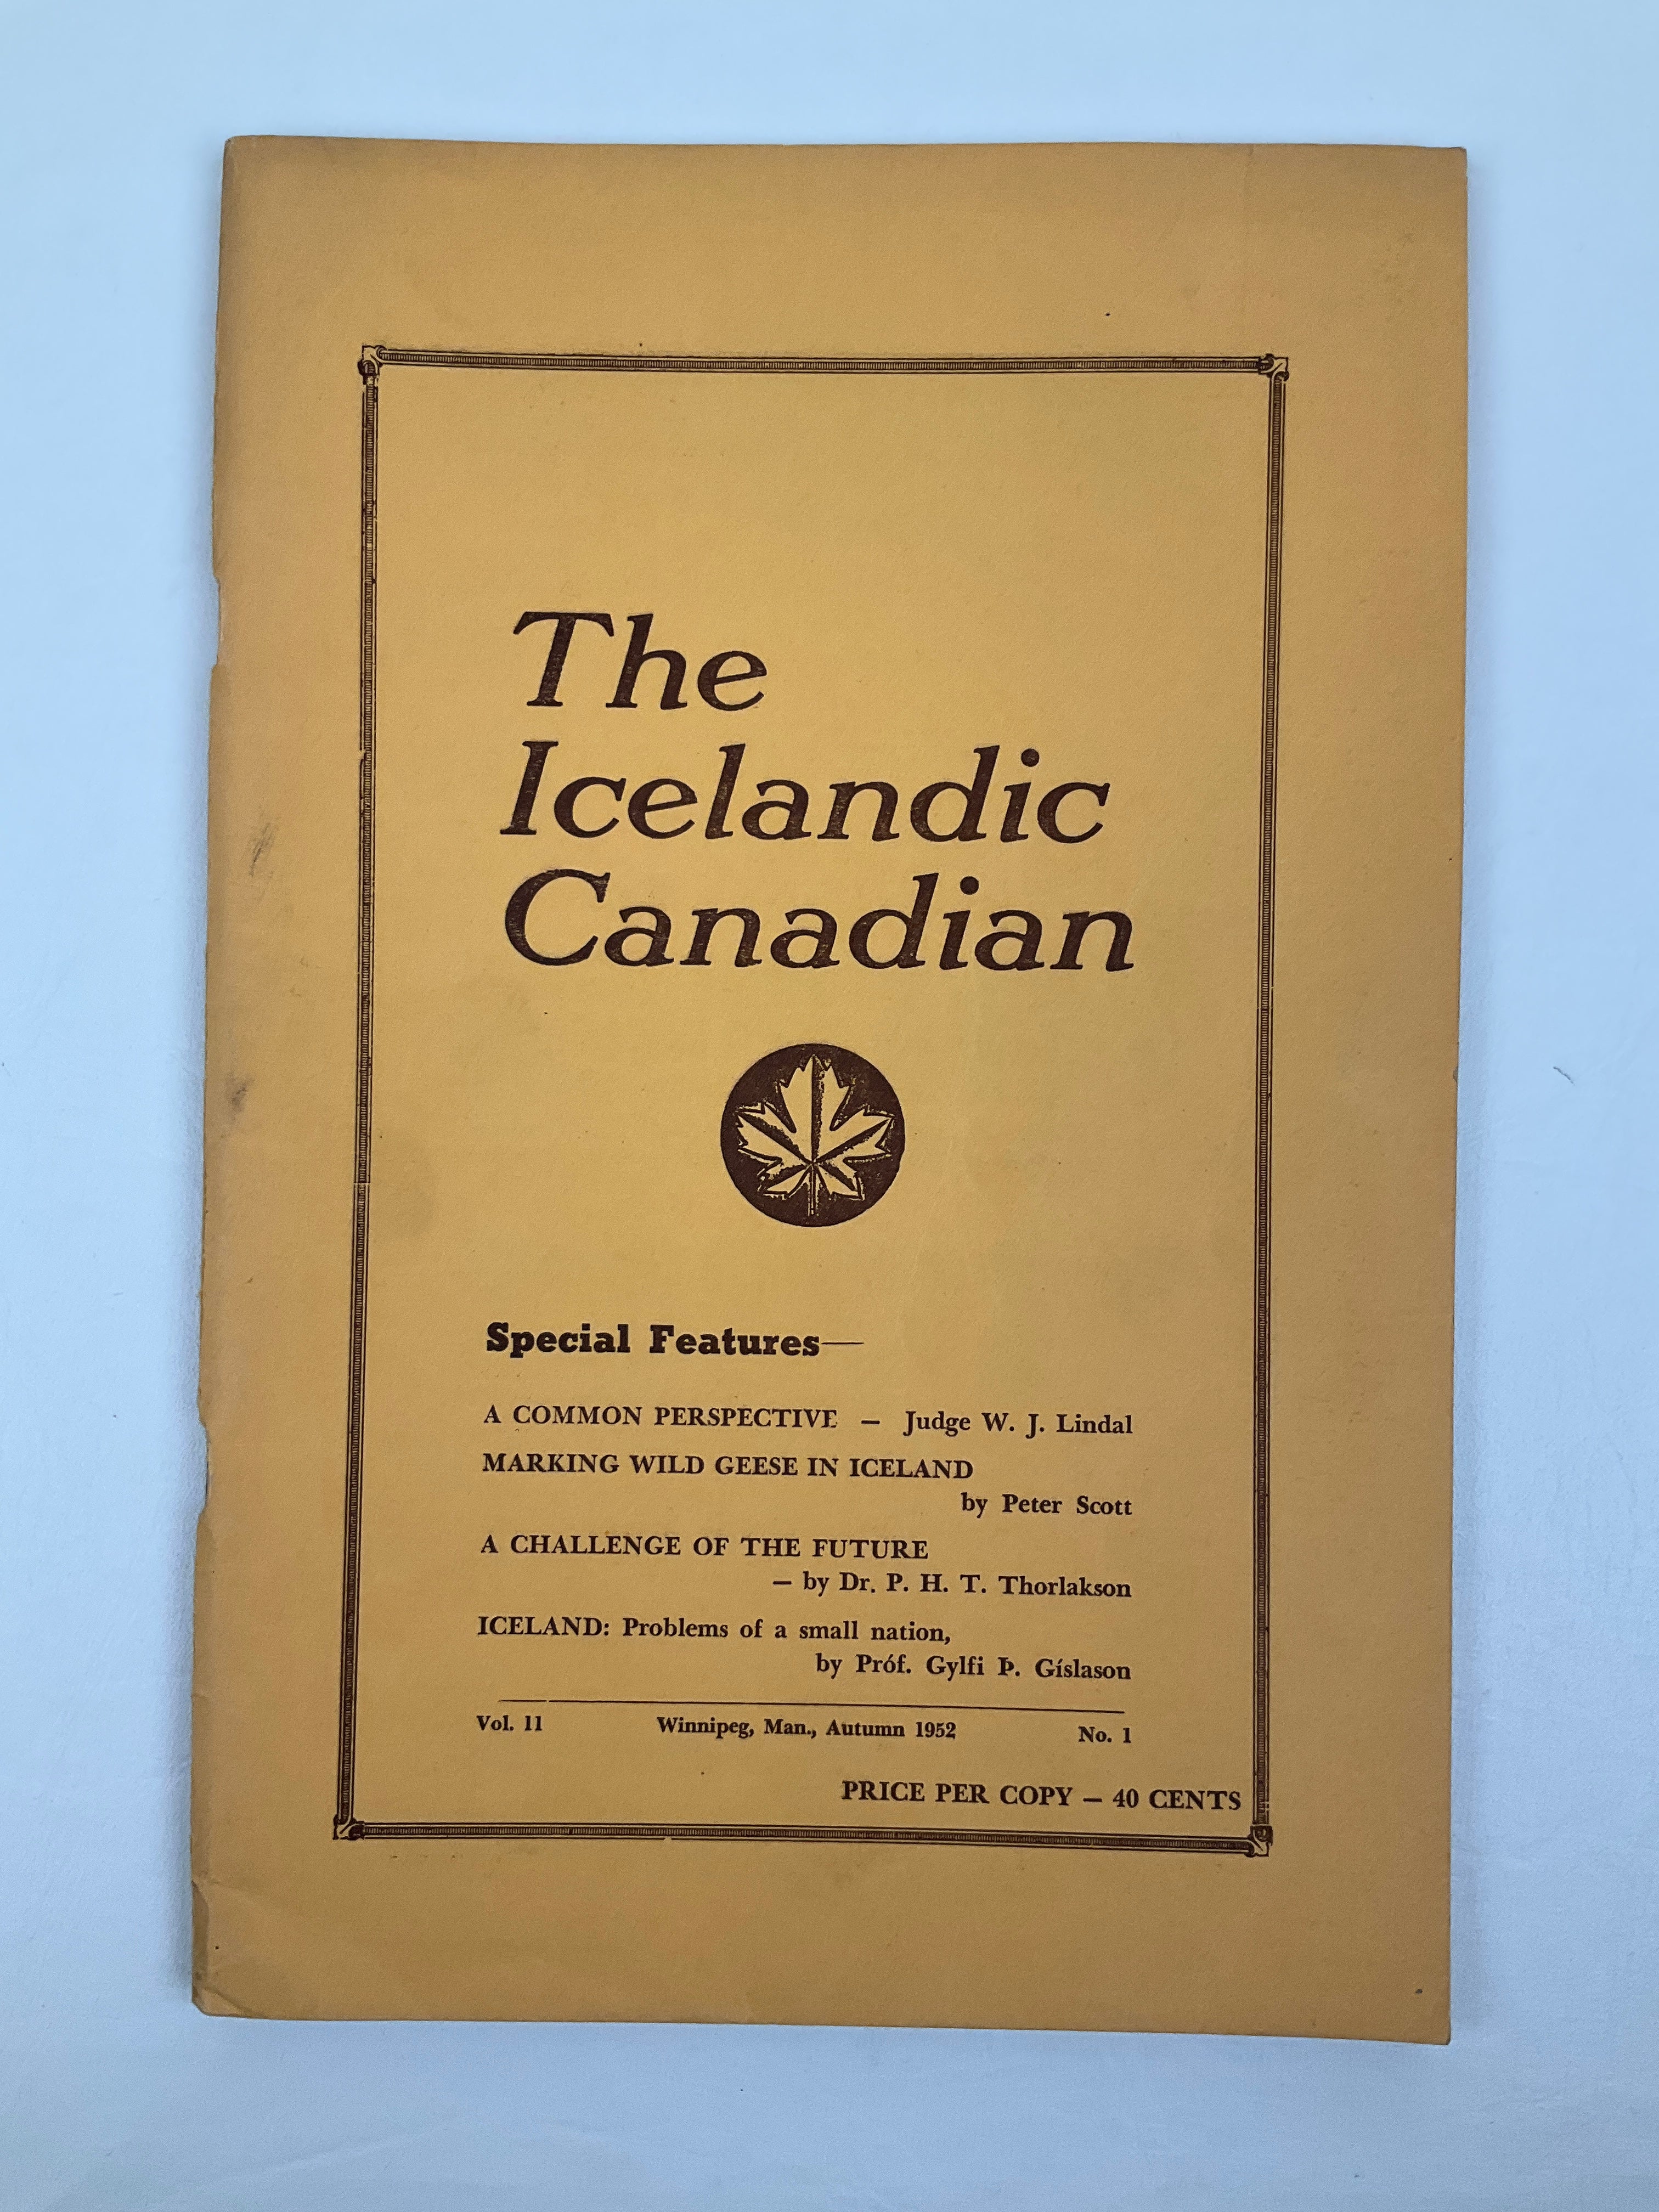 The
Icelandic
Canadian
Special Features—
A COMMON PERSPECTIVE — Judge W. J. Lindal
MARKING WILD GEESE IN ICELAND
by Peter Scott
A CHALLENGE OF THE FUTURE
— by Dr. P. H. T. Thorlakson
ICELAND: Problems of a small nation,
by Próf. Gylfi Þ. Gíslason
Vol. 11 Winnipeg, Man., Autumn 1952 No. 1
PRICE PER COPY — 40 CENTS